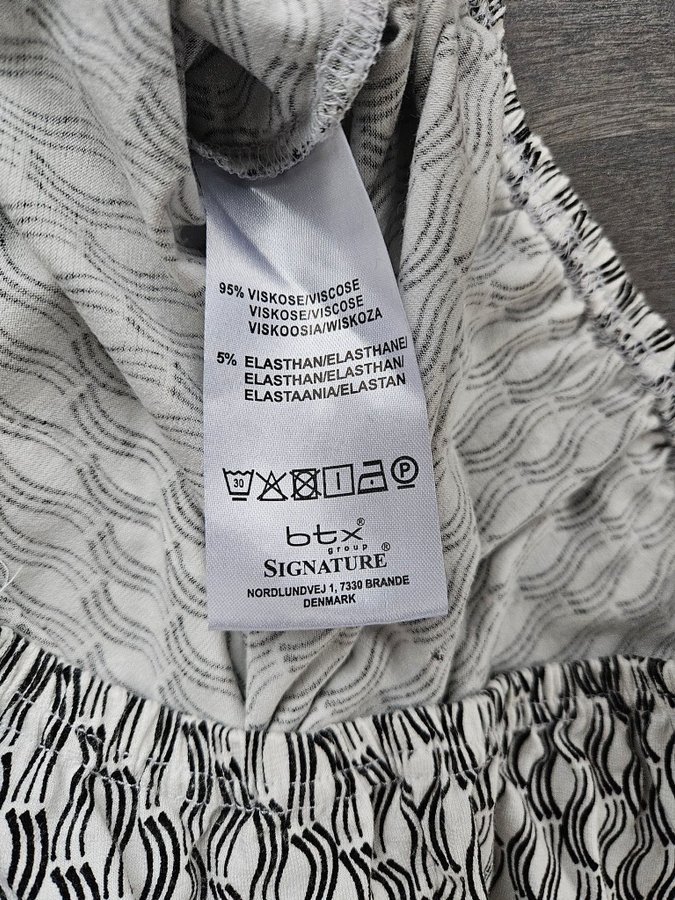 95% VISKOSE/VISCOSE
VISKOSE/VISCOSE
VISKOOSIA/WISKOZA
5% ELASTHAN/ELASTHANE/
ELASTHAN/ELASTHAN/
ELASTAANIA/ELASTAN
30 P
btx®
group
SIGNATURE®
NORDLUNDVEJ 1, 7330 BRANDE
DENMARK